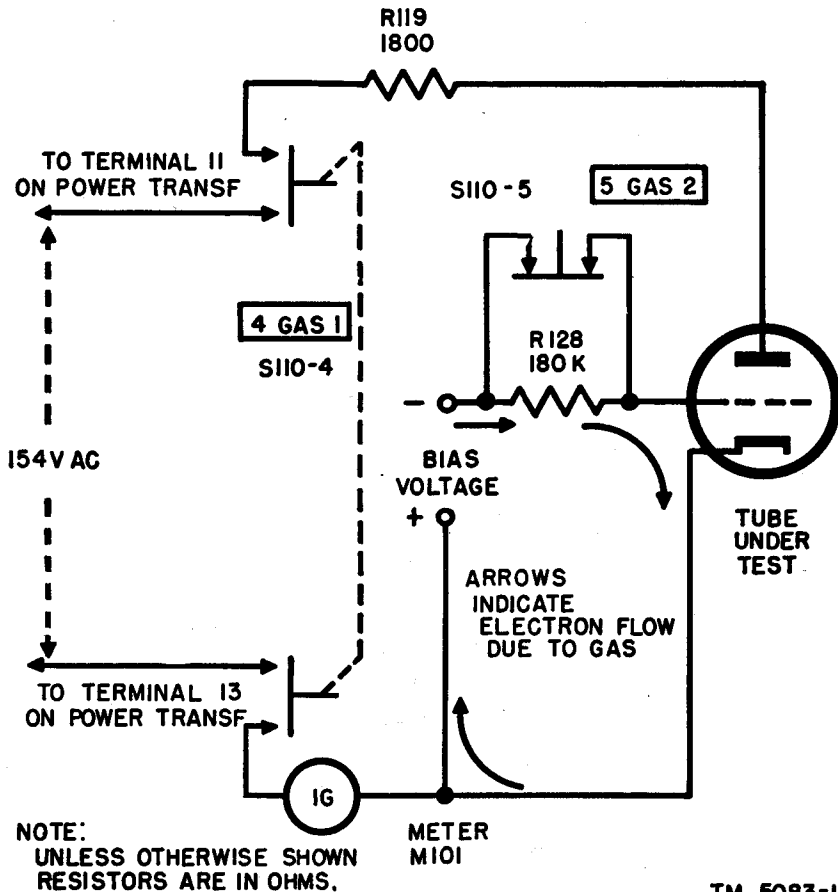 R119
1800
TO TERMINAL 11
ON POWER TRANSF
S110-5
5 GAS 2
4 GAS 1
S110-4
R128
180K
-
154V AC
BIAS
VOLTAGE
+
TUBE
UNDER
TEST
ARROWS
INDICATE
ELECTRON FLOW
DUE TO GAS
TO TERMINAL 13
ON POWER TRANSF
IG
METER
M101
NOTE:
UNLESS OTHERWISE SHOWN
RESISTORS ARE IN OHMS.